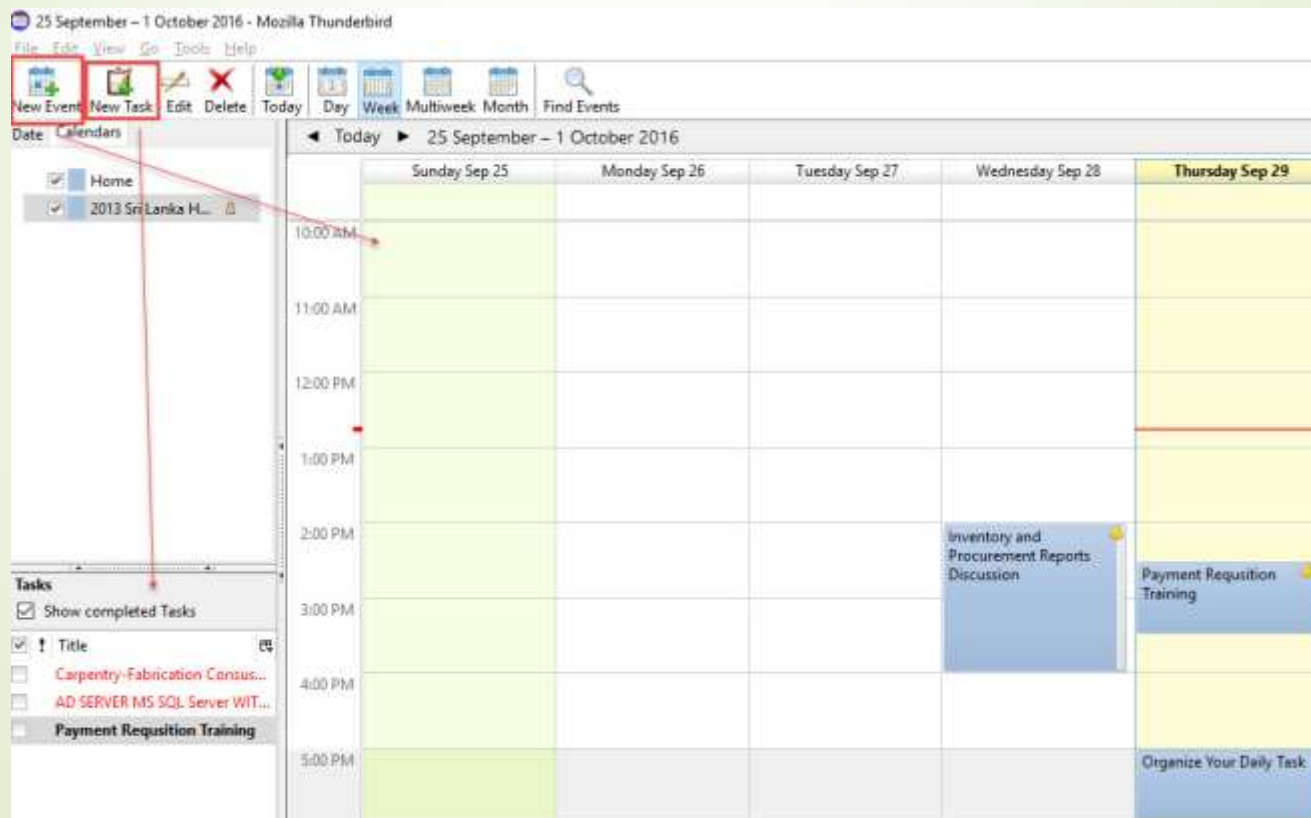 25 September – 1 October 2016 - Mozilla Thunderbird
File Edit View Go Tools Help
New Event New Task Edit Delete Today Day Week Multiweek Month Find Events
Date Calendars
◄ Today ► 25 September – 1 October 2016
Home
2013 Sri Lanka H...
Sunday Sep 25 Monday Sep 26 Tuesday Sep 27 Wednesday Sep 28 Thursday Sep 29
10:00 AM
11:00 AM
12:00 PM
1:00 PM
2:00 PM
3:00 PM
4:00 PM
5:00 PM
Inventory and
Procurement Reports
Discussion
Payment Requsition
Training
Organize Your Daily Task
Tasks
Show completed Tasks
! Title
Carpentry-Fabrication Consus...
AD SERVER MS SQL Server WIT...
Payment Requsition Training